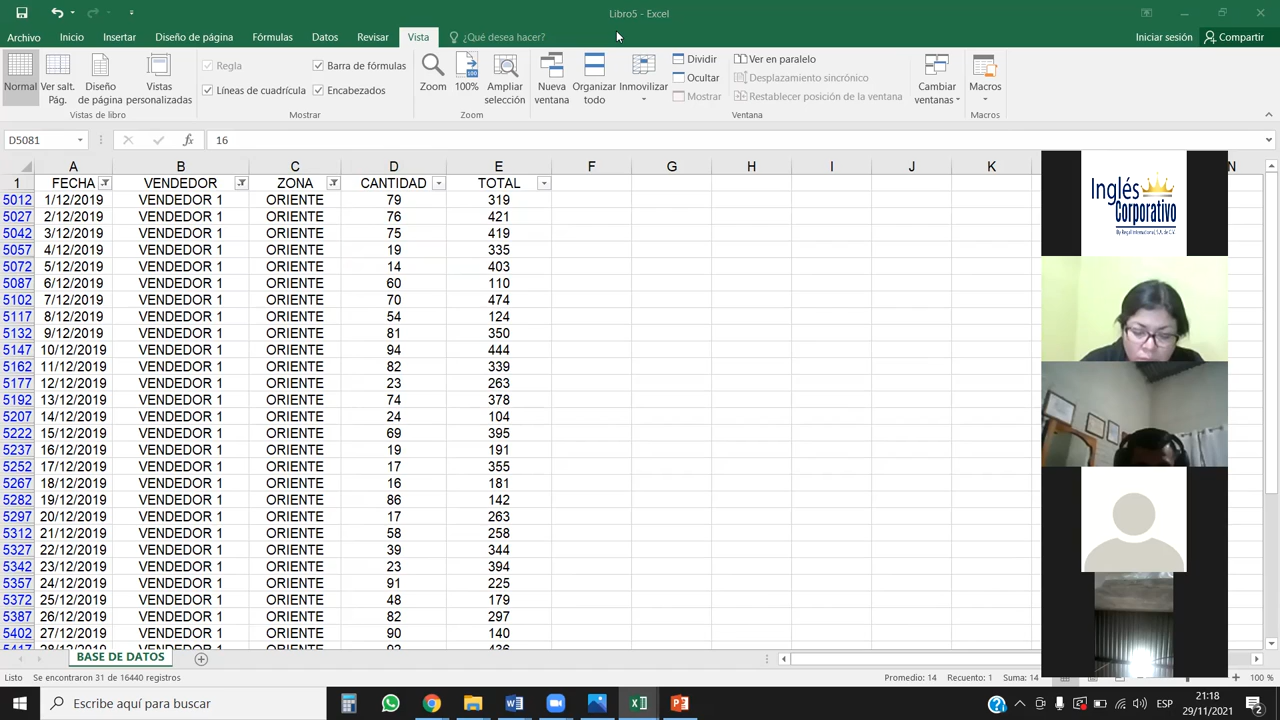 Libro5 - Excel
Archivo Inicio Insertar Diseño de página Fórmulas Datos Revisar Vista ¿Qué desea hacer? Iniciar sesión Compartir
Normal Ver salt. Pág. Diseño de página Vistas personalizadas
Vistas de libro
Regla Barra de fórmulas
Líneas de cuadrícula Encabezados
Mostrar
Zoom 100% Ampliar selección
Zoom
Nueva ventana Organizar todo Inmovilizar
Dividir Ver en paralelo
Ocultar Desplazamiento sincrónico
Mostrar Restablecer posición de la ventana
Cambiar ventanas
Ventana
Macros
Macros
D5081 fx 16
A B C D E F G H I J K N
1 FECHA VENDEDOR ZONA CANTIDAD TOTAL
5012 1/12/2019 VENDEDOR 1 ORIENTE 79 319
5027 2/12/2019 VENDEDOR 1 ORIENTE 76 421
5042 3/12/2019 VENDEDOR 1 ORIENTE 75 419
5057 4/12/2019 VENDEDOR 1 ORIENTE 19 335
5072 5/12/2019 VENDEDOR 1 ORIENTE 14 403
5087 6/12/2019 VENDEDOR 1 ORIENTE 60 110
5102 7/12/2019 VENDEDOR 1 ORIENTE 70 474
5117 8/12/2019 VENDEDOR 1 ORIENTE 54 124
5132 9/12/2019 VENDEDOR 1 ORIENTE 81 350
5147 10/12/2019 VENDEDOR 1 ORIENTE 94 444
5162 11/12/2019 VENDEDOR 1 ORIENTE 82 339
5177 12/12/2019 VENDEDOR 1 ORIENTE 23 263
5192 13/12/2019 VENDEDOR 1 ORIENTE 74 378
5207 14/12/2019 VENDEDOR 1 ORIENTE 24 104
5222 15/12/2019 VENDEDOR 1 ORIENTE 69 395
5237 16/12/2019 VENDEDOR 1 ORIENTE 19 191
5252 17/12/2019 VENDEDOR 1 ORIENTE 17 355
5267 18/12/2019 VENDEDOR 1 ORIENTE 16 181
5282 19/12/2019 VENDEDOR 1 ORIENTE 86 142
5297 20/12/2019 VENDEDOR 1 ORIENTE 17 263
5312 21/12/2019 VENDEDOR 1 ORIENTE 58 258
5327 22/12/2019 VENDEDOR 1 ORIENTE 39 344
5342 23/12/2019 VENDEDOR 1 ORIENTE 23 394
5357 24/12/2019 VENDEDOR 1 ORIENTE 91 225
5372 25/12/2019 VENDEDOR 1 ORIENTE 48 179
5387 26/12/2019 VENDEDOR 1 ORIENTE 82 297
5402 27/12/2019 VENDEDOR 1 ORIENTE 90 140
5417 28/12/2019 VENDEDOR 1 ORIENTE
Inglés
Corporativo
BASE DE DATOS
Listo Se encontraron 31 de 16440 registros Promedio: 14 Recuento: 1 Suma: 14 100 %
Escribe aquí para buscar
ESP
21:18
29/11/2021
2